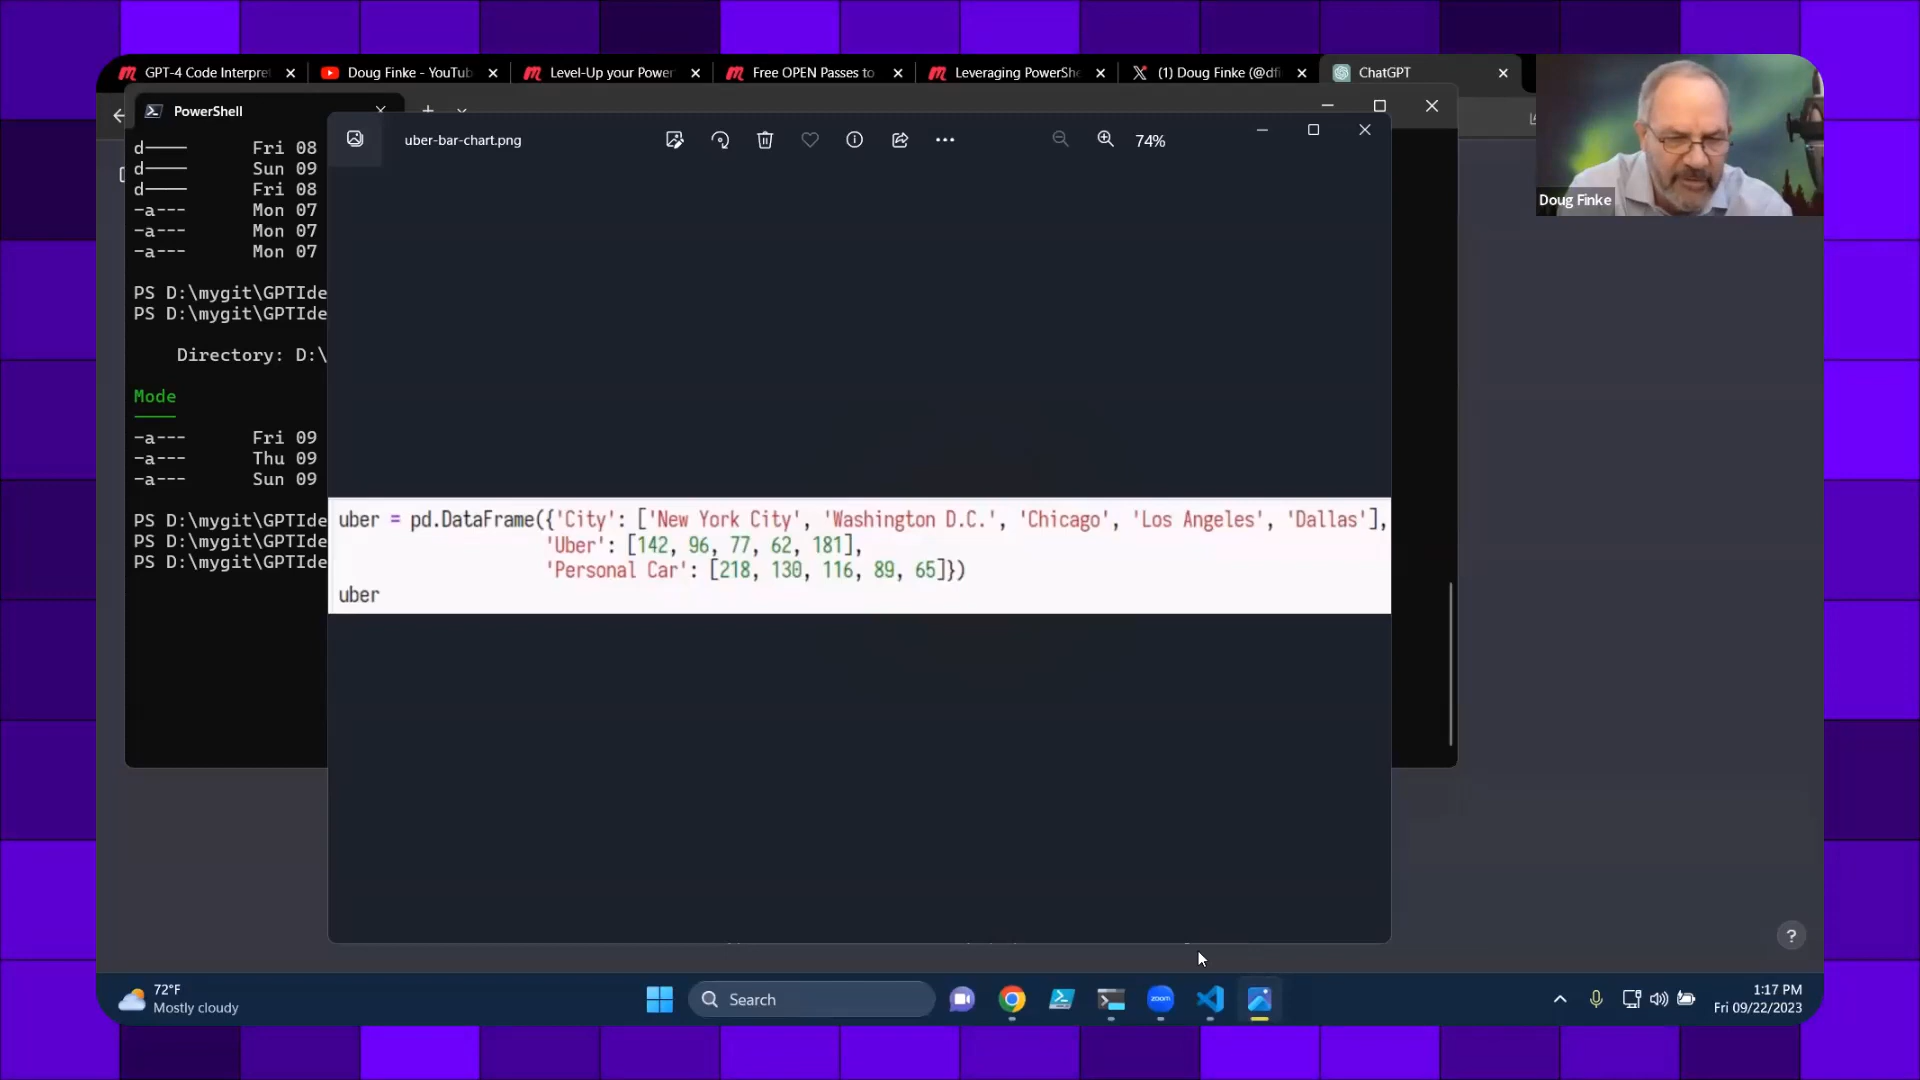 GPT-4 Code Interpre
Doug Finke - YouTub
Level-Up your Power
Free OPEN Passes to
Leveraging PowerShe
(1) Doug Finke (@dfi
ChatGPT
PowerShell
uber-bar-chart.png
74%
Doug Finke
d----- Fri 08
d----- Sun 09
d----- Fri 08
-a--- Mon 07
-a--- Mon 07
-a--- Mon 07
PS D:\mygit\GPTIde
PS D:\mygit\GPTIde
Directory: D:\
Mode
-a--- Fri 09
-a--- Thu 09
-a--- Sun 09
PS D:\mygit\GPTIde
PS D:\mygit\GPTIde
PS D:\mygit\GPTIde
uber = pd.DataFrame({'City': ['New York City', 'Washington D.C.', 'Chicago', 'Los Angeles', 'Dallas'],
'Uber': [142, 96, 77, 62, 181],
'Personal Car': [218, 130, 116, 89, 65]})
uber
72°F
Mostly cloudy
Search
zoom
1:17 PM
Fri 09/22/2023